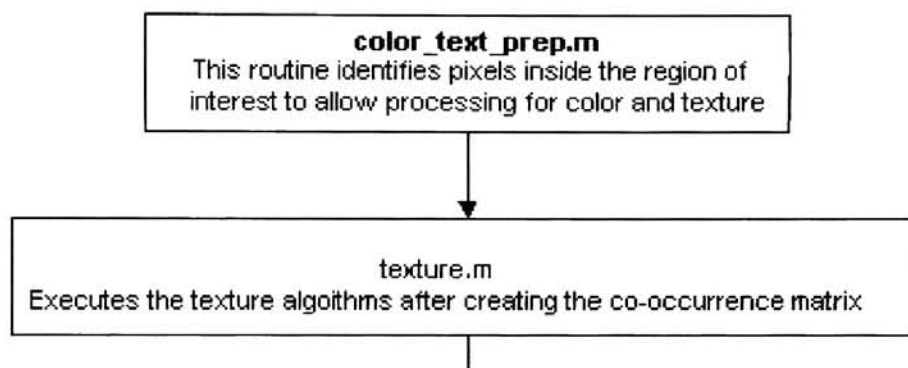 color_text_prep.m
This routine identifies pixels inside the region of
interest to allow processing for color and texture
texture.m
Executes the texture algoithms after creating the co-occurrence matrix